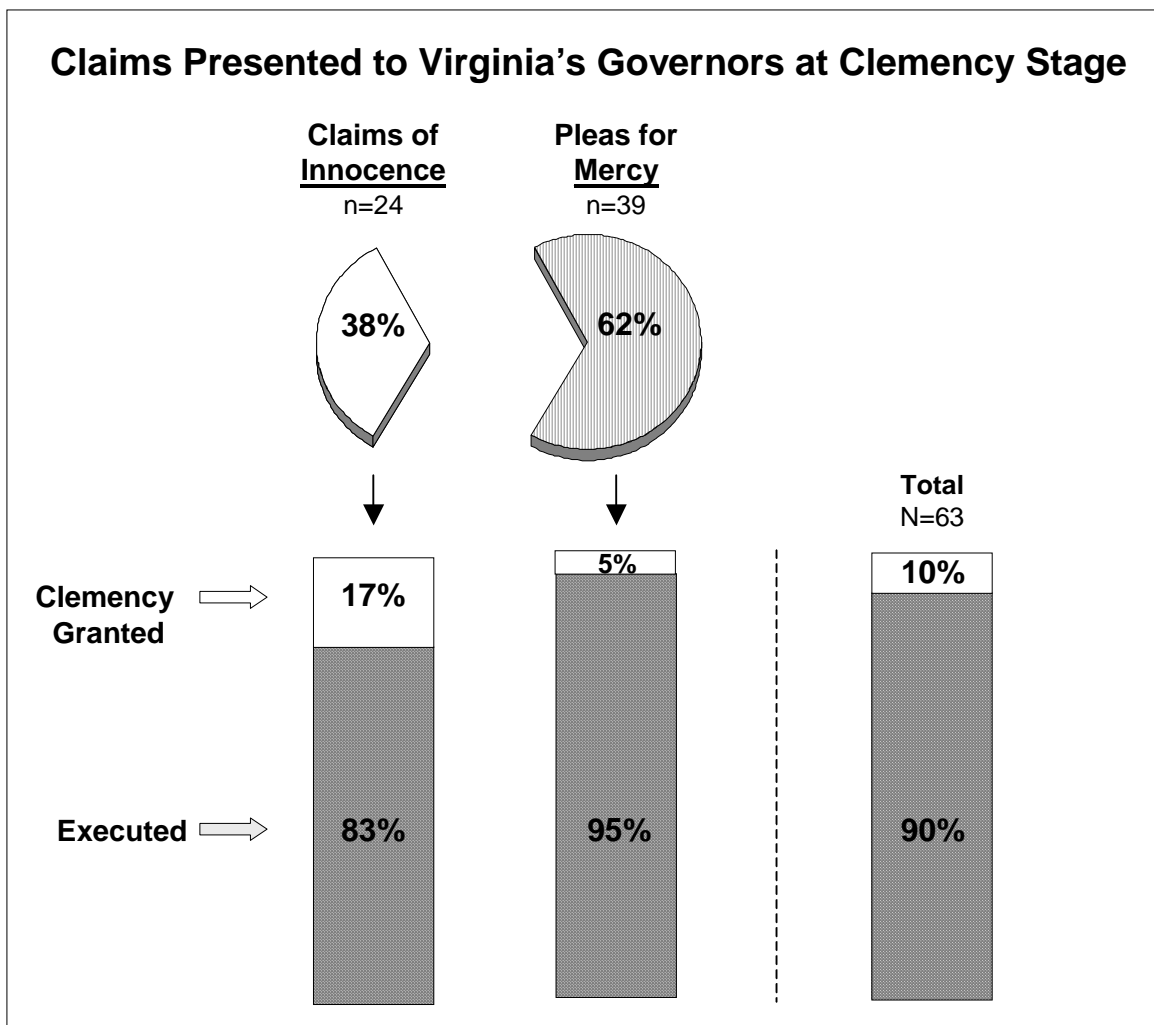 Claims Presented to Virginia's Governors at Clemency Stage
Claims of
Innocence
n=24
Pleas for
Mercy
n=39
38%
62%
Total
N=63
Clemency
Granted
17%
5%
10%
Executed
83%
95%
90%